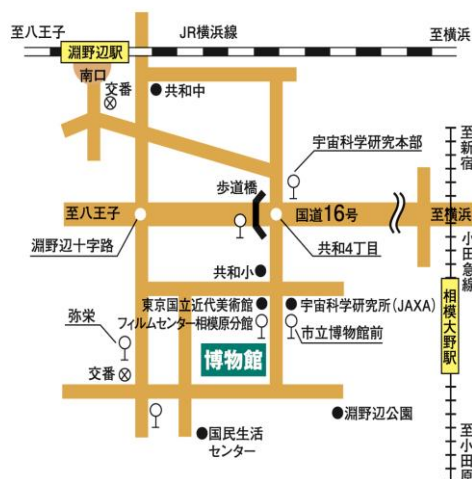 至八王子
JR横浜線
至横浜
淵野辺駅
南口
交番
共和中
至新宿
宇宙科学研究本部
歩道橋
至八王子
国道16号
至横浜
淵野辺十字路
共和4丁目
小田急線
共和小
東京国立近代美術館
フィルムセンター相模原分館
宇宙科学研究所(JAXA)
市立博物館前
相模大野駅
弥栄
博物館
交番
淵野辺公園
国民生活
センター
至小田原